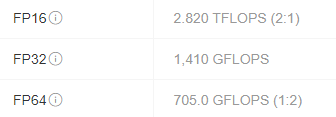 FP16 2.820 TFLOPS (2:1)
FP32 1,410 GFLOPS
FP64 705.0 GFLOPS (1:2)